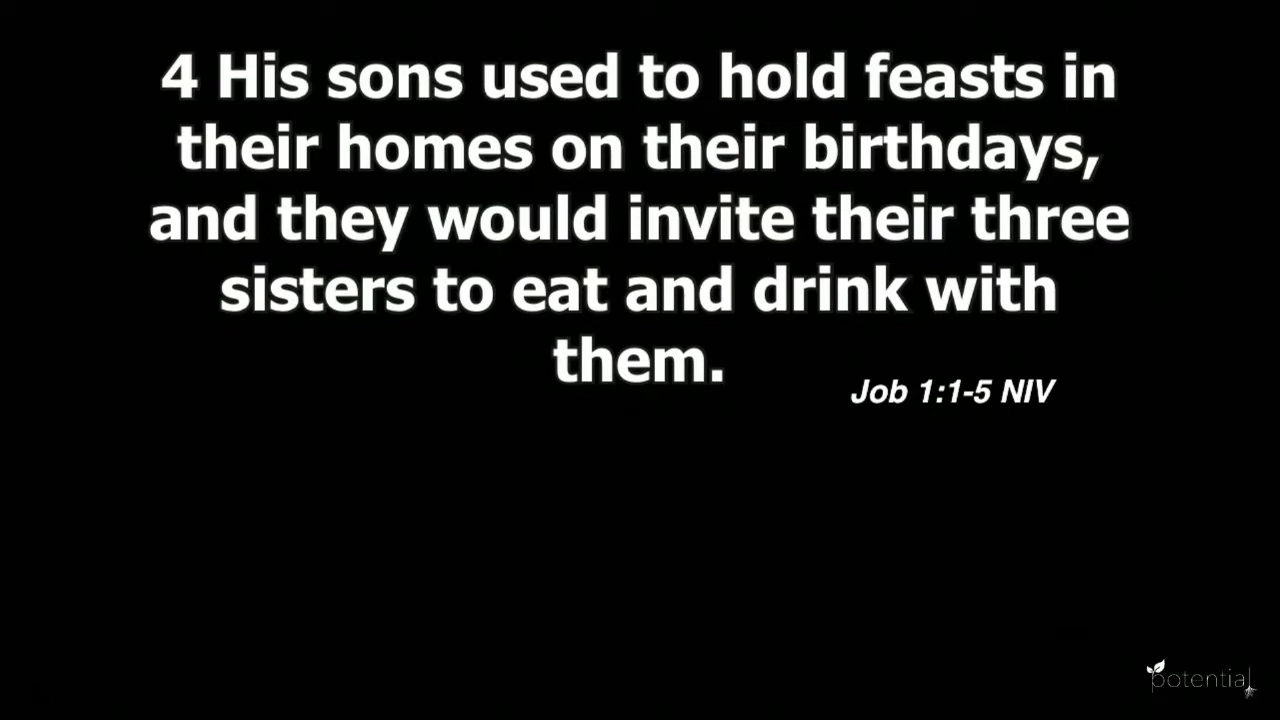 4 His sons used to hold feasts in
their homes on their birthdays,
and they would invite their three
sisters to eat and drink with
them.
Job 1:1-5 NIV
potential